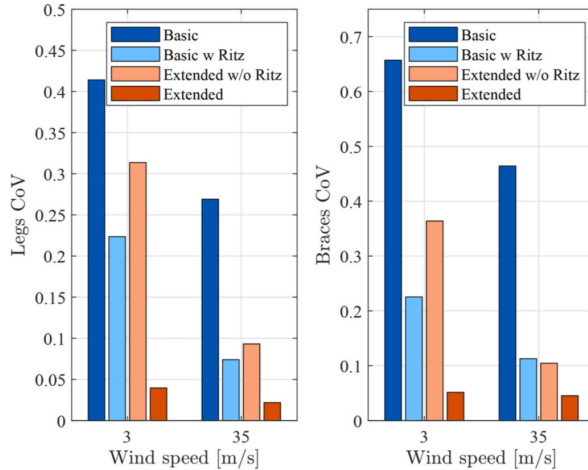 0.5
0.45
0.4
0.35
0.3
0.25
0.2
0.15
0.1
0.05
0
Legs CoV
Basic
Basic w Ritz
Extended w/o Ritz
Extended
3
35
Wind speed [m/s]
0.7
0.6
0.5
0.4
0.3
0.2
0.1
0
Braces CoV
Basic
Basic w Ritz
Extended w/o Ritz
Extended
3
35
Wind speed [m/s]